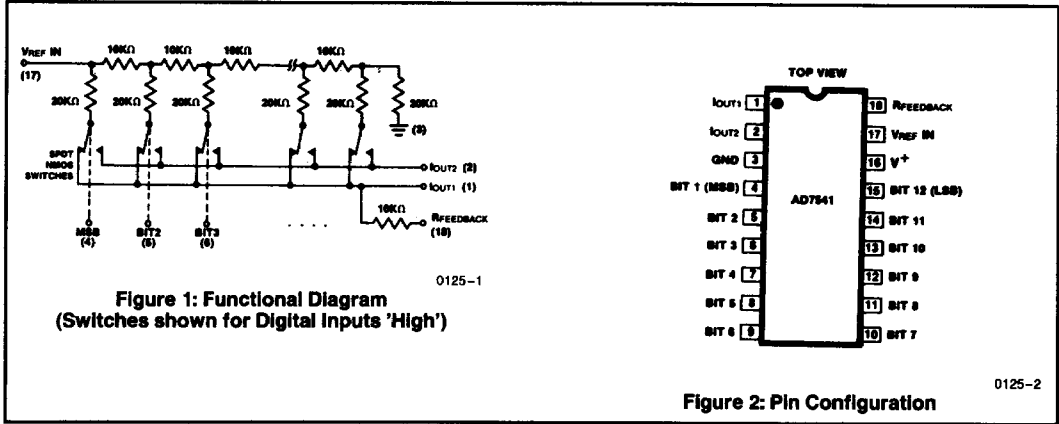 VREF IN
10KΩ 10KΩ 10KΩ 10KΩ
(17)
20KΩ 20KΩ 20KΩ 20KΩ 20KΩ 20KΩ
(3)
SPDT
NMOS
SWITCHES
IOUT2 (2)
IOUT1 (1)
10KΩ
RFEEDBACK
(18)
MSB
(4)
BIT2
(5)
BIT3
(6)
. . . .
0125-1
Figure 1: Functional Diagram
(Switches shown for Digital Inputs 'High')
TOP VIEW
IOUT1 1
IOUT2 2
GND 3
BIT 1 (MSB) 4
BIT 2 5
BIT 3 6
BIT 4 7
BIT 5 8
BIT 6 9
AD7541
18 RFEEDBACK
17 VREF IN
16 V+
15 BIT 12 (LSB)
14 BIT 11
13 BIT 10
12 BIT 9
11 BIT 8
10 BIT 7
0125-2
Figure 2: Pin Configuration